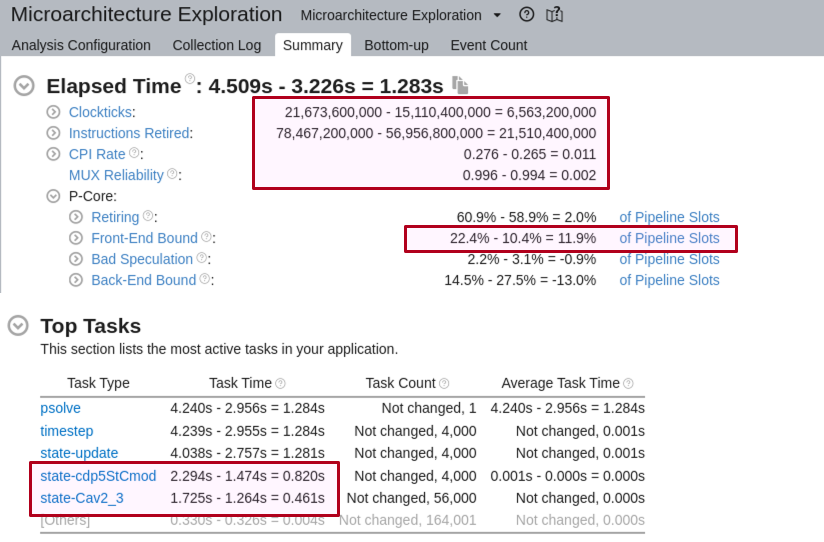 Microarchitecture Exploration Microarchitecture Exploration
Analysis Configuration Collection Log Summary Bottom-up Event Count
Elapsed Time: 4.509s - 3.226s = 1.283s
Clockticks: 21,673,600,000 - 15,110,400,000 = 6,563,200,000
Instructions Retired: 78,467,200,000 - 56,956,800,000 = 21,510,400,000
CPI Rate: 0.276 - 0.265 = 0.011
MUX Reliability: 0.996 - 0.994 = 0.002
P-Core:
Retiring: 60.9% - 58.9% = 2.0% of Pipeline Slots
Front-End Bound: 22.4% - 10.4% = 11.9% of Pipeline Slots
Bad Speculation: 2.2% - 3.1% = -0.9% of Pipeline Slots
Back-End Bound: 14.5% - 27.5% = -13.0% of Pipeline Slots
Top Tasks
This section lists the most active tasks in your application.
Task Type Task Time Task Count Average Task Time
psolve 4.240s - 2.956s = 1.284s Not changed, 1 4.240s - 2.956s = 1.284s
timestep 4.239s - 2.955s = 1.284s Not changed, 4,000 Not changed, 0.001s
state-update 4.038s - 2.757s = 1.281s Not changed, 4,000 Not changed, 0.001s
state-cdp5StCmod 2.294s - 1.474s = 0.820s Not changed, 4,000 0.001s - 0.000s = 0.000s
state-Cav2_3 1.725s - 1.264s = 0.461s Not changed, 56,000 Not changed, 0.000s
[Others] 0.330s - 0.326s = 0.004s Not changed, 164,001 Not changed, 0.000s